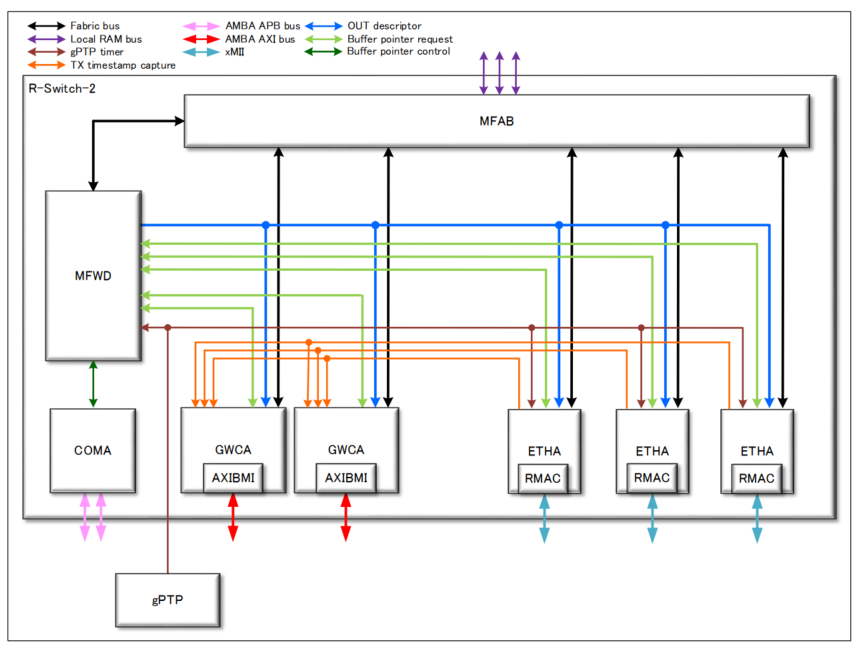 Fabric bus
Local RAM bus
gPTP timer
TX timestamp capture
AMBA APB bus
AMBA AXI bus
xMII
OUT descriptor
Buffer pointer request
Buffer pointer control
R-Switch-2
MFAB
MFWD
COMA
GWCA
AXIBMI
GWCA
AXIBMI
ETHA
RMAC
ETHA
RMAC
ETHA
RMAC
gPTP